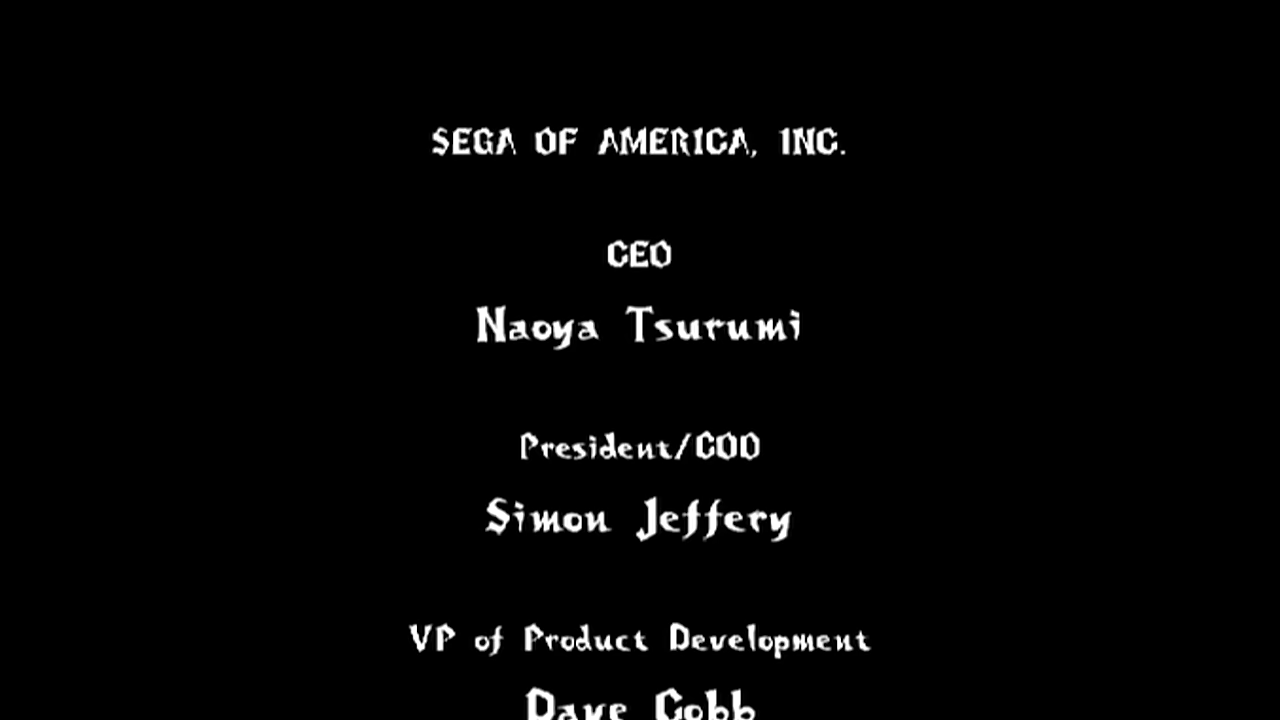 SEGA OF AMERICA, INC.
CEO
Naoya Tsurumi
President/COO
Simon Jeffery
VP of Product Development
Dave Cobb